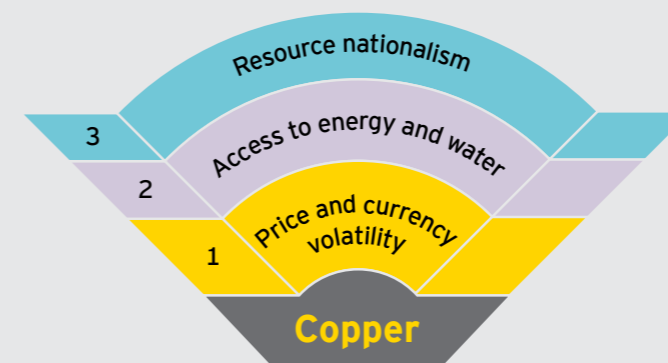 Resource nationalism
3
Access to energy and water
2
Price and currency
volatility
1
Copper